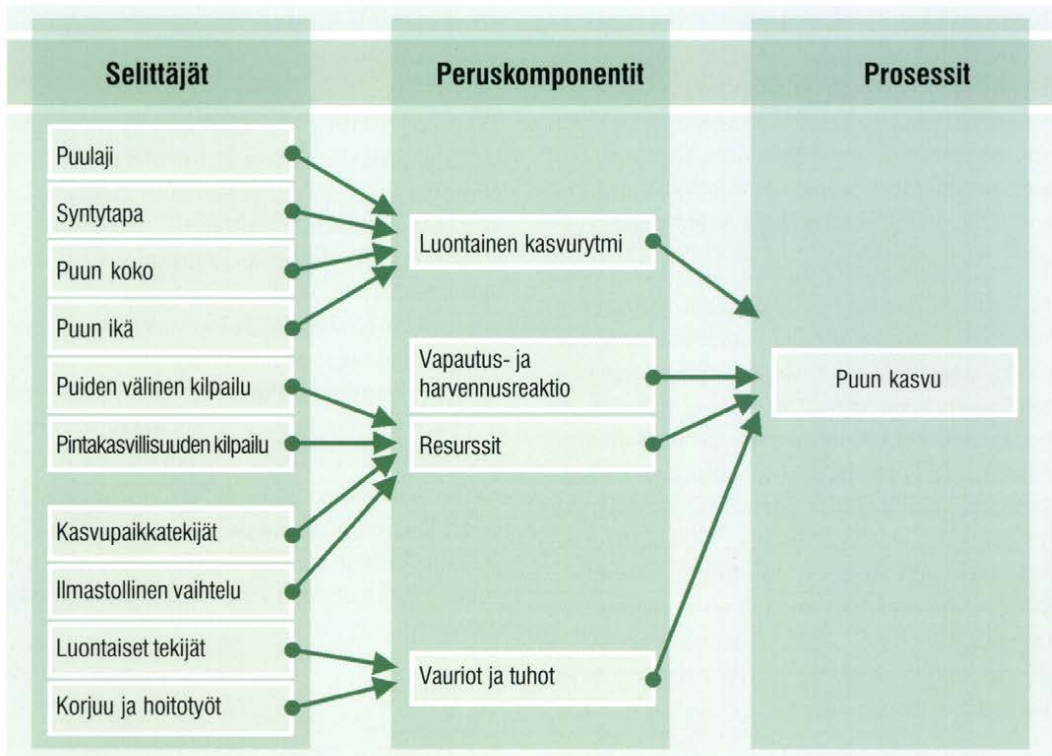 Selittäjät
Peruskomponentit
Prosessit
Puulaji
Syntytapa
Puun koko
Puun ikä
Puiden välinen kilpailu
Pintakasvillisuuden kilpailu
Kasvupaikkatekijät
Ilmastollinen vaihtelu
Luontaiset tekijät
Korjuu ja hoitotyöt
Luontainen kasvurytmi
Vapautus- ja
harvennusreaktio
Resurssit
Vauriot ja tuhot
Puun kasvu